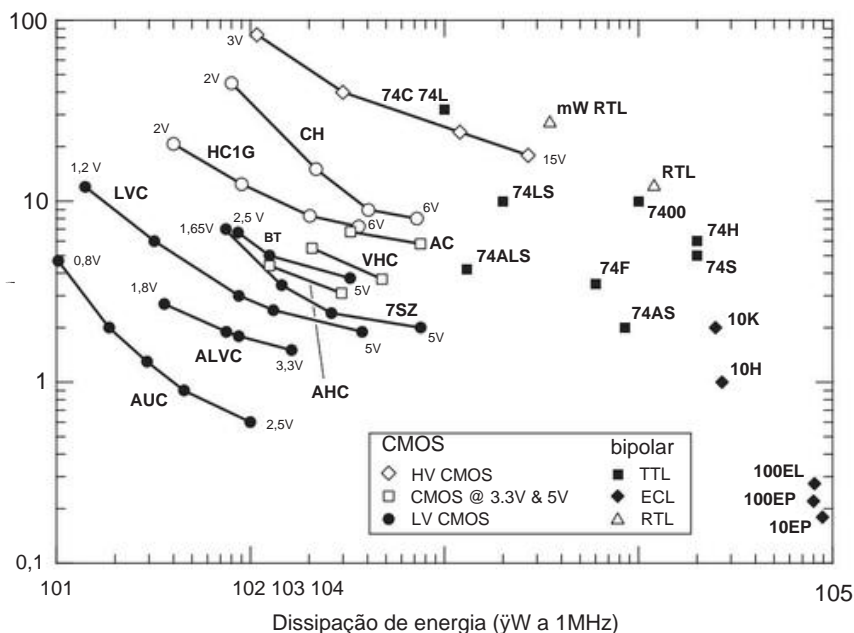 100
3V
2V
74C 74L
mW RTL
CH
2V
HC1G
15V
RTL
1,2 V
LVC
10
74LS
7400
6V
6V
AC
74H
1,65V
2,5 V
BT
VHC
74ALS
74S
0,8V
74F
1,8V
5V
7SZ
74AS
10K
5V
5V
ALVC
3,3V
AHC
10H
1
AUC
2,5V
CMOS
bipolar
HV CMOS
TTL
CMOS @ 3.3V & 5V
ECL
LV CMOS
RTL
100EL
100EP
10EP
0,1
101
102 103 104
105
Dissipação de energia (ÿW a 1MHz)